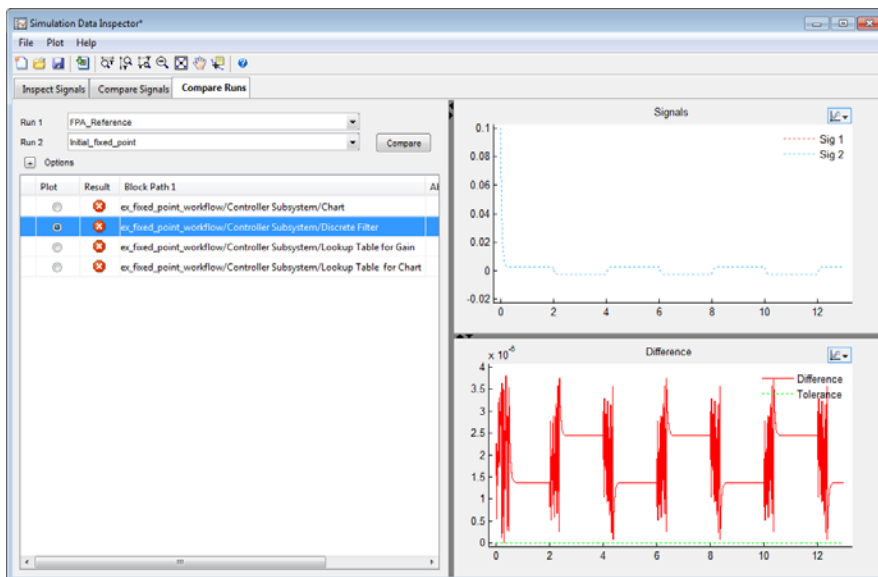 Simulation Data Inspector*
File Plot Help
Inspect Signals Compare Signals Compare Runs
Run 1 FPA_Reference
Run 2 Initial_fixed_point Compare
+ Options
Plot Result Block Path 1
ex_fixed_point_workflow/Controller Subsystem/Chart
ex_fixed_point_workflow/Controller Subsystem/Discrete Filter
ex_fixed_point_workflow/Controller Subsystem/Lookup Table for Gain
ex_fixed_point_workflow/Controller Subsystem/Lookup Table for Chart
Signals
Sig 1
Sig 2
0.1
0.08
0.06
0.04
0.02
0
-0.02
0 2 4 6 8 10 12
Difference
x 10⁻⁶
Difference
Tolerance
4
3.5
3
2.5
2
1.5
1
0.5
0
0 2 4 6 8 10 12